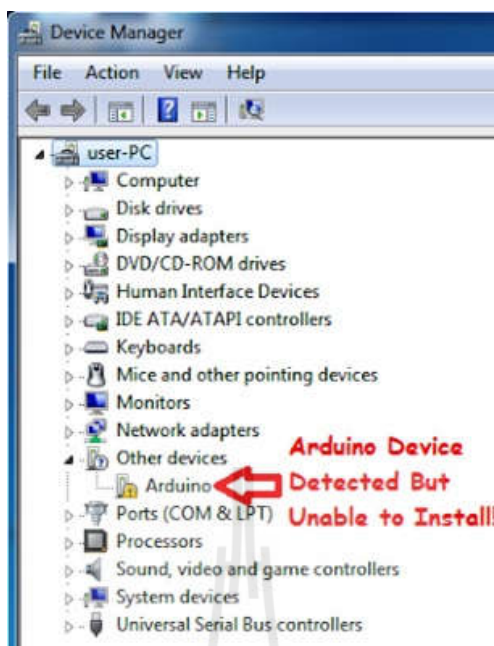 Device Manager
File Action View Help
user-PC
Computer
Disk drives
Display adapters
DVD/CD-ROM drives
Human Interface Devices
IDE ATA/ATAPI controllers
Keyboards
Mice and other pointing devices
Monitors
Network adapters
Other devices
Arduino
Ports (COM & LPT)
Processors
Sound, video and game controllers
System devices
Universal Serial Bus controllers
Arduino Device
Detected But
Unable to Install!